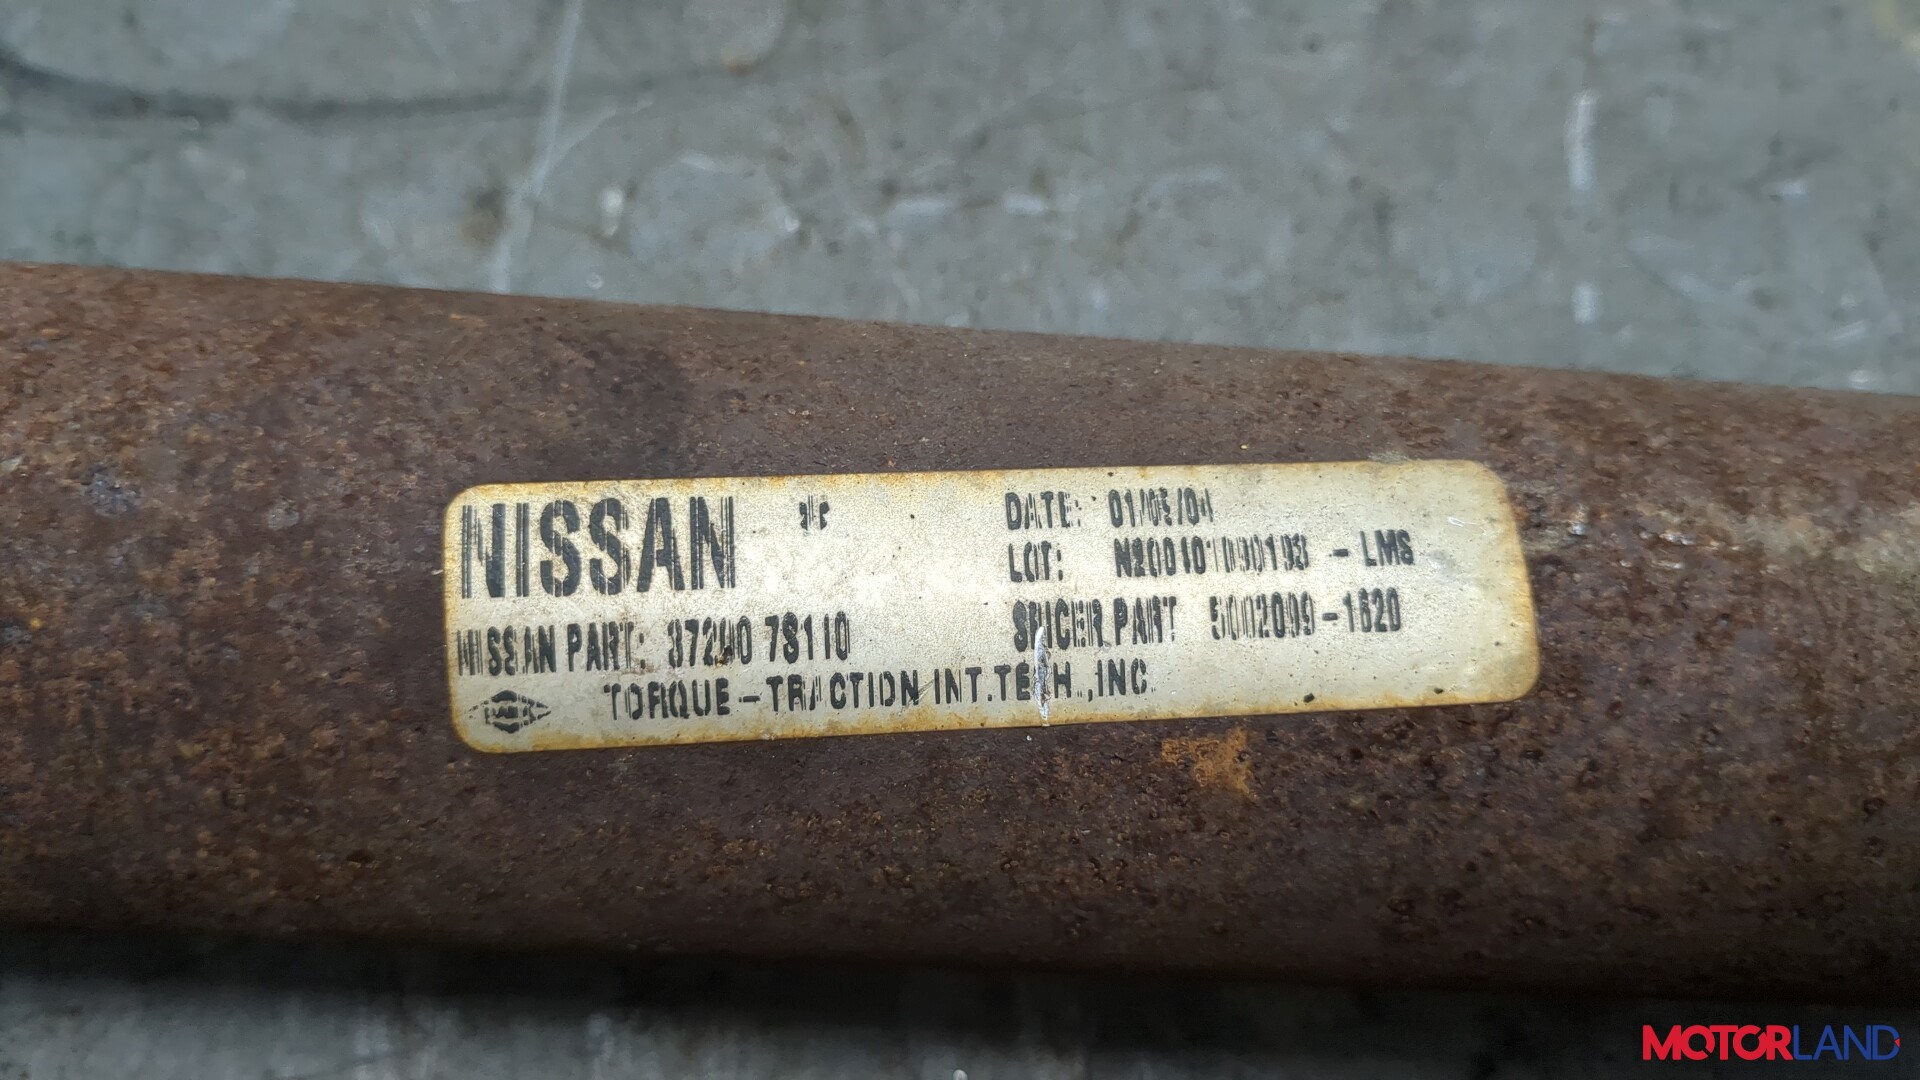 NISSAN
DATE: 01/05/04
LOT: - LMS
NISSAN PART: 37200 7S110
SPICER PART 5002099-1620
TORQUE-TRACTION INT.TECH.,INC.
MOTORLAND